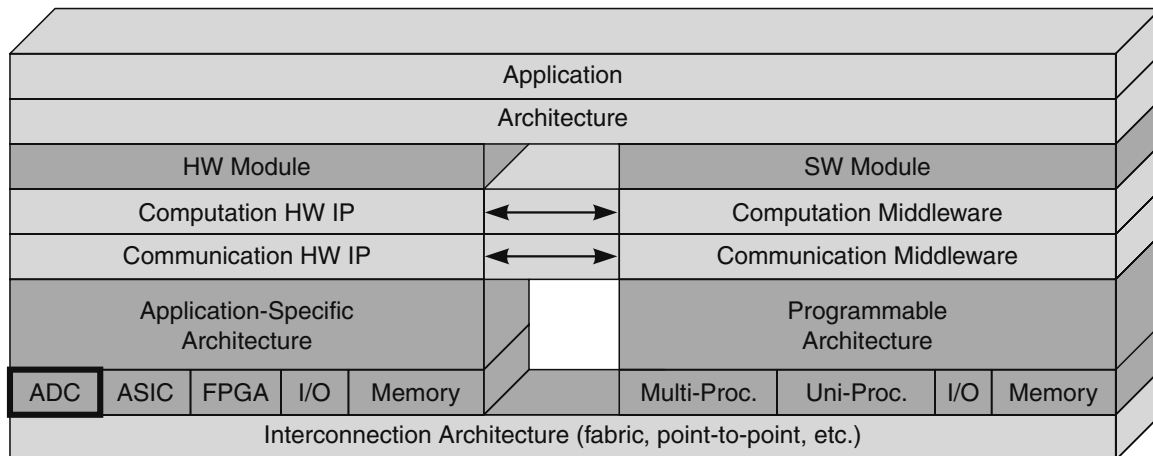 Application
Architecture
HW Module
SW Module
Computation HW IP
Computation Middleware
Communication HW IP
Communication Middleware
Application-Specific
Architecture
Programmable
Architecture
ADC ASIC FPGA I/O Memory
Multi-Proc. Uni-Proc. I/O Memory
Interconnection Architecture (fabric, point-to-point, etc.)